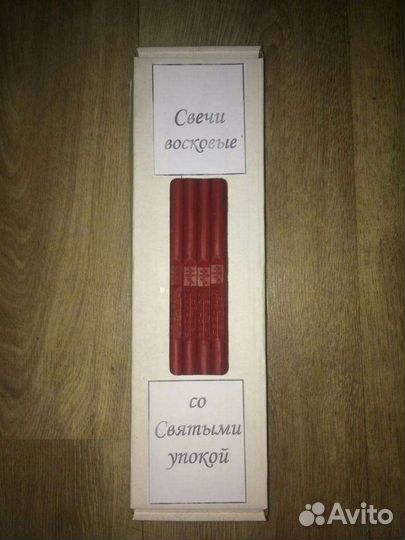 Свечи
восковые
со
Святыми
упокой
Avito